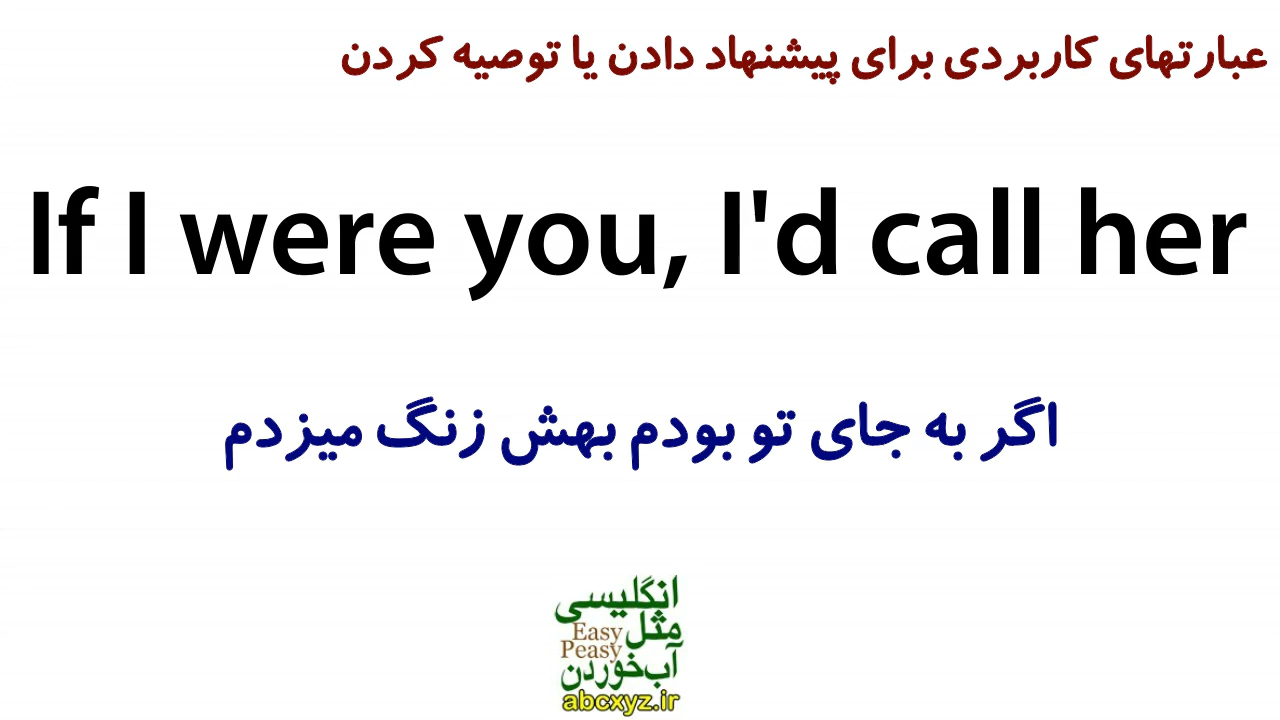 عبارتهای کاربردی برای پیشنهاد دادن یا توصیه کردن
If I were you, I'd call her
اگر به جای تو بودم بهش زنگ میزدم
انگلیسی
مثل
Easy
Peasy
آب‌خوردن
abcxyz.ir